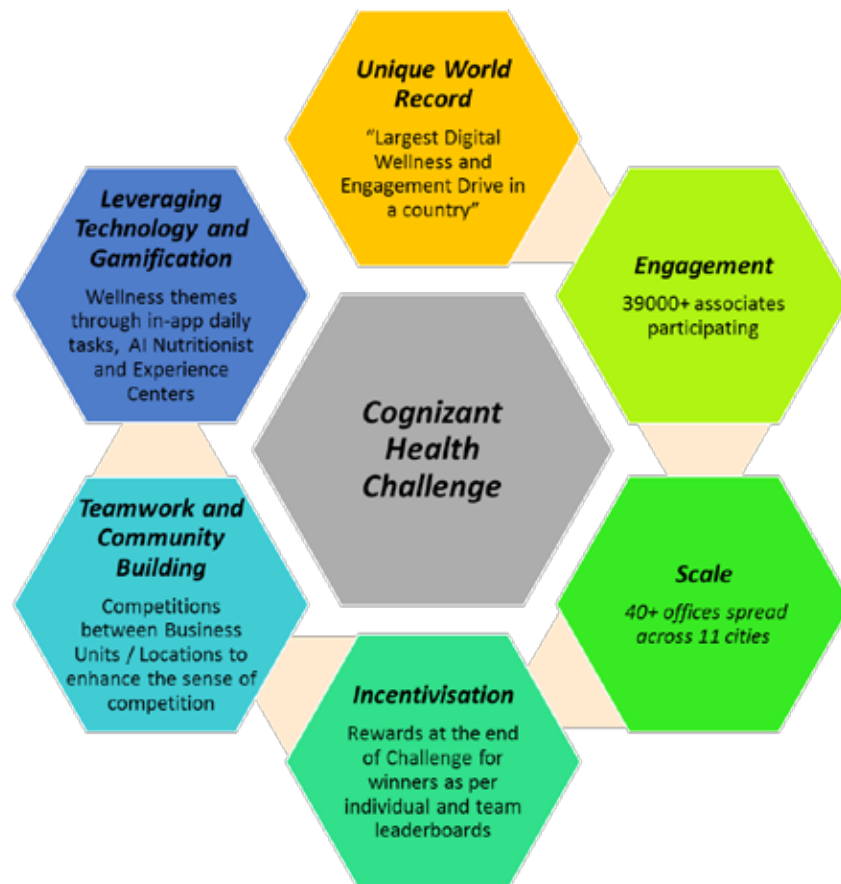 Unique World
Record
“Largest Digital
Wellness and
Engagement Drive in
a country”
Engagement
39000+ associates
participating
Scale
40+ offices spread
across 11 cities
Incentivisation
Rewards at the end
of Challenge for
winners as per
individual and team
leaderboards
Teamwork and
Community
Building
Competitions
between Business
Units / Locations to
enhance the sense of
competition
Leveraging
Technology and
Gamification
Wellness themes
through in-app daily
tasks, AI Nutritionist
and Experience
Centers
Cognizant
Health
Challenge